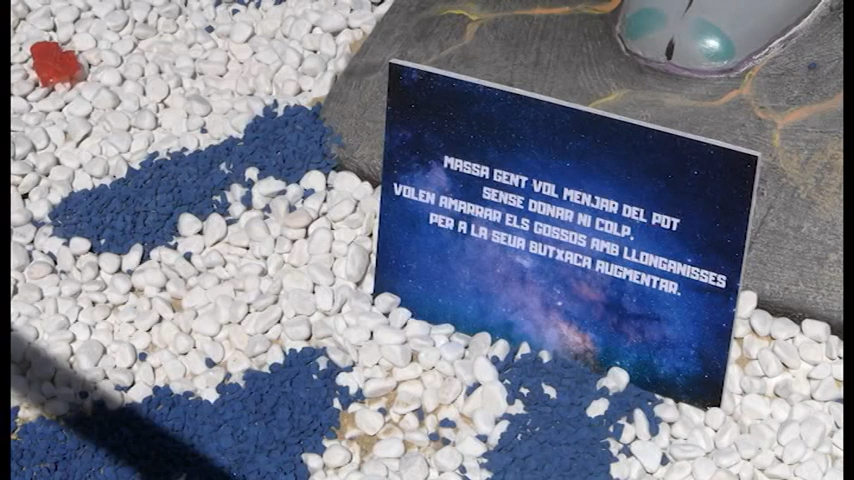 MASSA GENT VOL MENJAR DEL POT
SENSE DONAR NI COLP.
VOLEN AMARRAR ELS GOSSOS AMB LLONGANISSES
PER A LA SEUA BUTXACA AUGMENTAR.